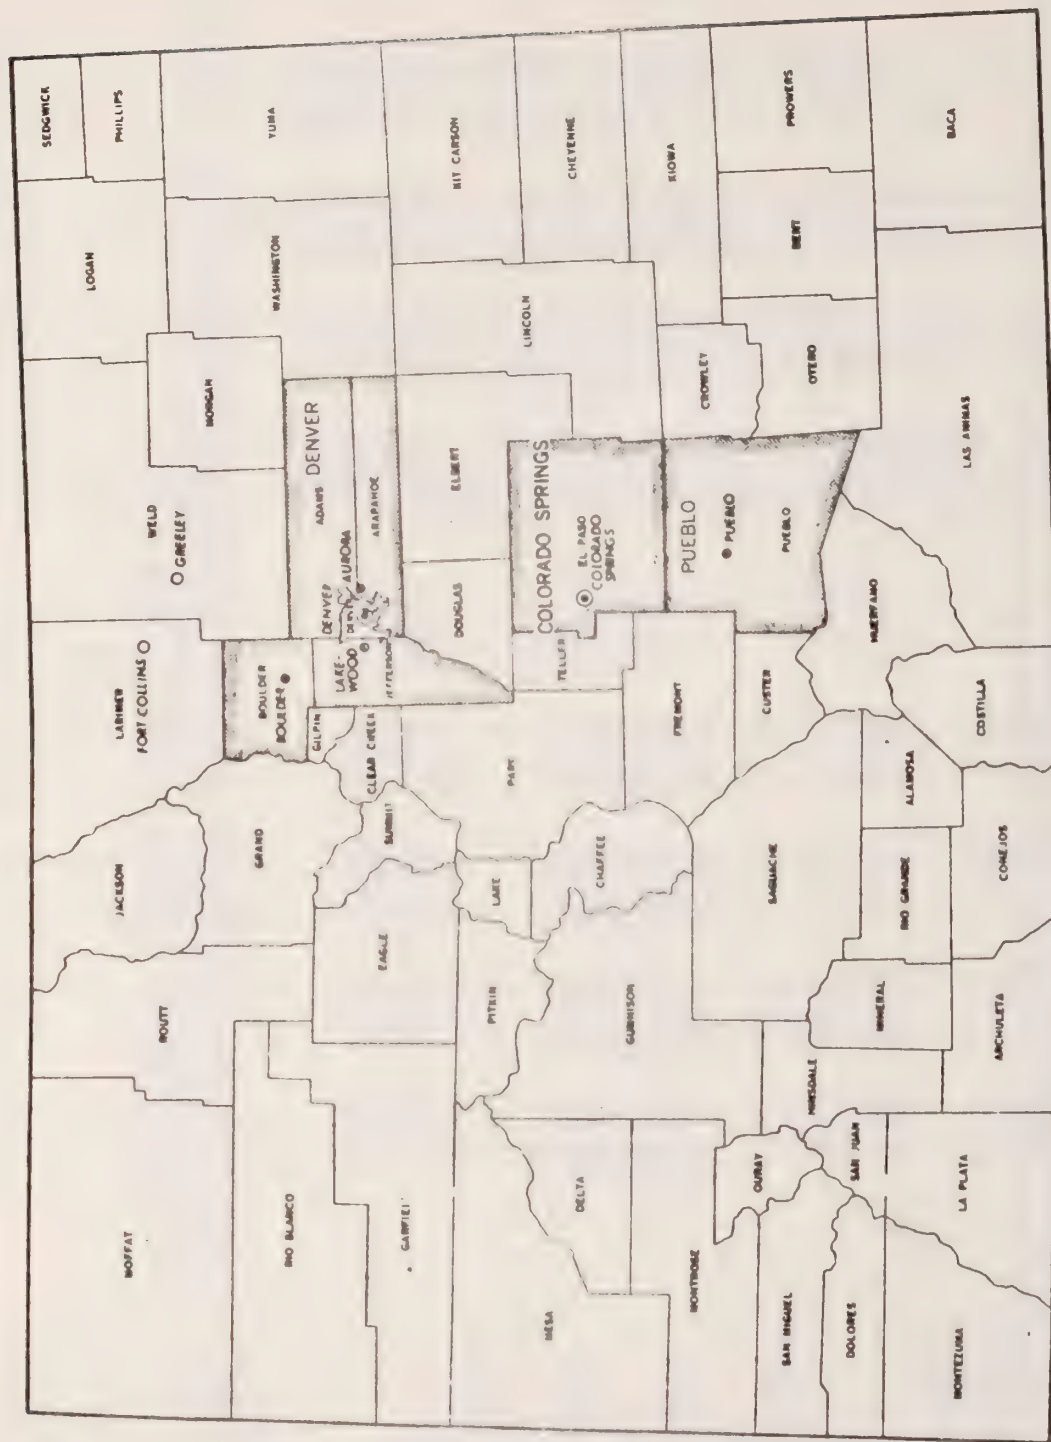 MOFFAT
ROUTT
JACKSON
LARIMER
FORT COLLINS
WELD
GREELEY
LOGAN
SEDGWICK
PHILLIPS
MORGAN
WASHINGTON
YUMA
RIO BLANCO
GRAND
BOULDER
BOULDER
GILPIN
ADAMS
DENVER
DENVER
AURORA
LAKE-
WOOD
JEFFERSON
ARAPAHOE
CLEAR CREEK
SUMMIT
EAGLE
PITKIN
LAKE
PARK
DOUGLAS
ELBERT
LINCOLN
KIT CARSON
CHEYENNE
MESA
DELTA
GUNNISON
CHAFFEE
TELLER
COLORADO SPRINGS
EL PASO
COLORADO
SPRINGS
KIOWA
MONTROSE
OURAY
HINSDALE
SAGUACHE
FREMONT
CUSTER
PUEBLO
PUEBLO
PUEBLO
CROWLEY
OTERO
BENT
PROWERS
SAN MIGUEL
DOLORES
SAN JUAN
MINERAL
RIO GRANDE
ALAMOSA
HUERFANO
LAS ANIMAS
BACA
MONTEZUMA
LA PLATA
ARCHULETA
CONEJOS
COSTILLA